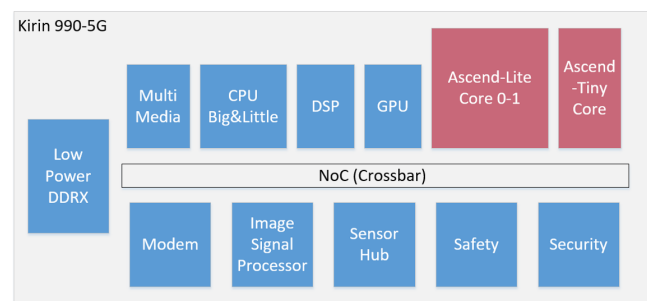 Kirin 990-5G
Multi
Media
CPU
Big&Little
DSP
GPU
Ascend-Lite
Core 0-1
Ascend
-Tiny
Core
Low
Power
DDRX
NoC (Crossbar)
Modem
Image
Signal
Processor
Sensor
Hub
Safety
Security